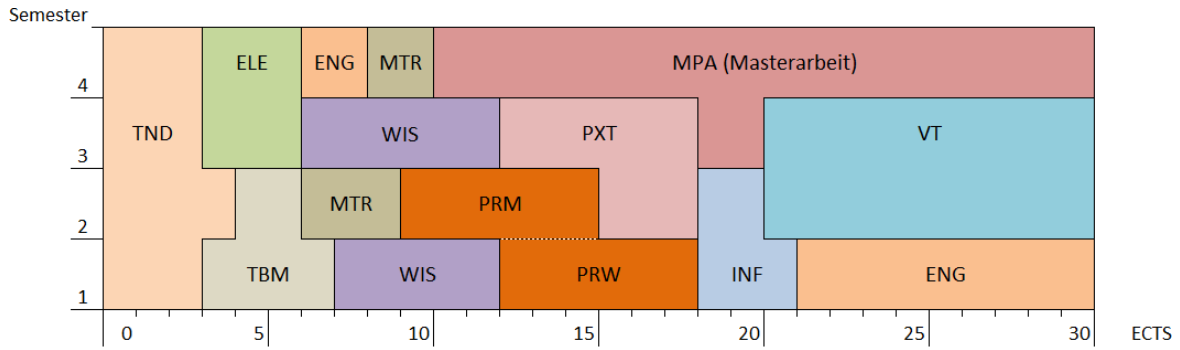 Semester
4
ELE ENG MTR MPA (Masterarbeit)
3
TND WIS PXT VT
2
MTR PRM
1
TBM WIS PRW INF ENG
0 5 10 15 20 25 30 ECTS